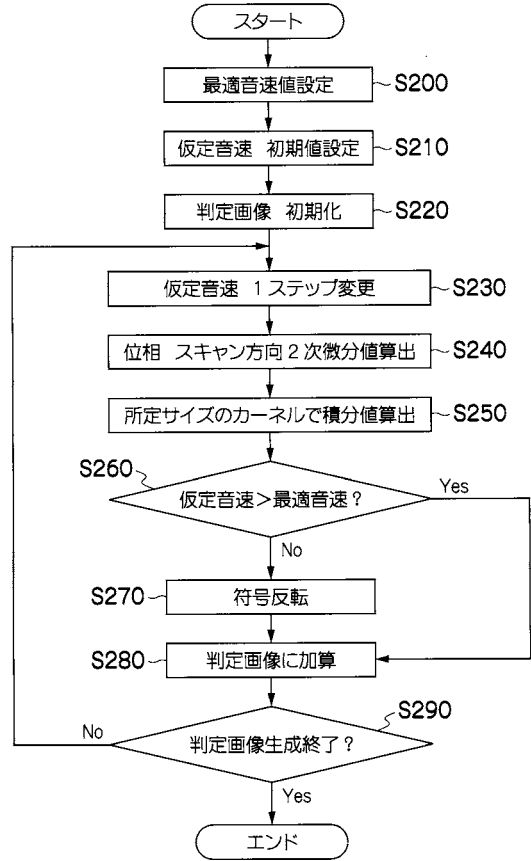 スタート
最適音速値設定 S200
仮定音速 初期値設定 S210
判定画像 初期化 S220
仮定音速 1ステップ変更 S230
位相 スキャン方向2次微分値算出 S240
所定サイズのカーネルで積分値算出 S250
S260
仮定音速>最適音速? Yes
No
S270 符号反転
S280 判定画像に加算
S290
No 判定画像生成終了?
Yes
エンド